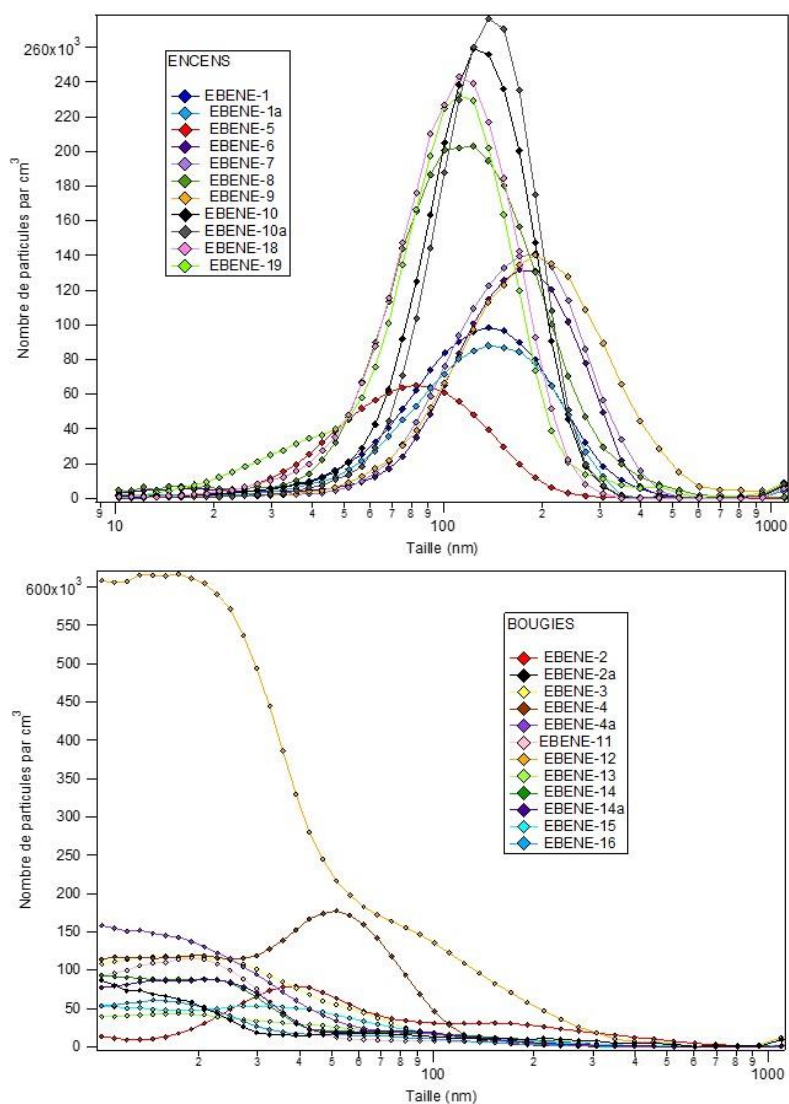 260x10³
240
220
200
180
160
140
120
100
80
60
40
20
0
Nombre de particules par cm³
ENCENS
EBENE-1
EBENE-1a
EBENE-5
EBENE-6
EBENE-7
EBENE-8
EBENE-9
EBENE-10
EBENE-10a
EBENE-18
EBENE-19
9 10 2 3 4 5 6 7 8 9 100 2 3 4 5 6 7 8 9 1000
Taille (nm)
600x10³
550
500
450
400
350
300
250
200
150
100
50
0
Nombre de particules par cm³
BOUGIES
EBENE-2
EBENE-2a
EBENE-3
EBENE-4
EBENE-4a
EBENE-11
EBENE-12
EBENE-13
EBENE-14
EBENE-14a
EBENE-15
EBENE-16
2 3 4 5 6 7 8 9 100 2 3 4 5 6 7 8 9 1000
Taille (nm)